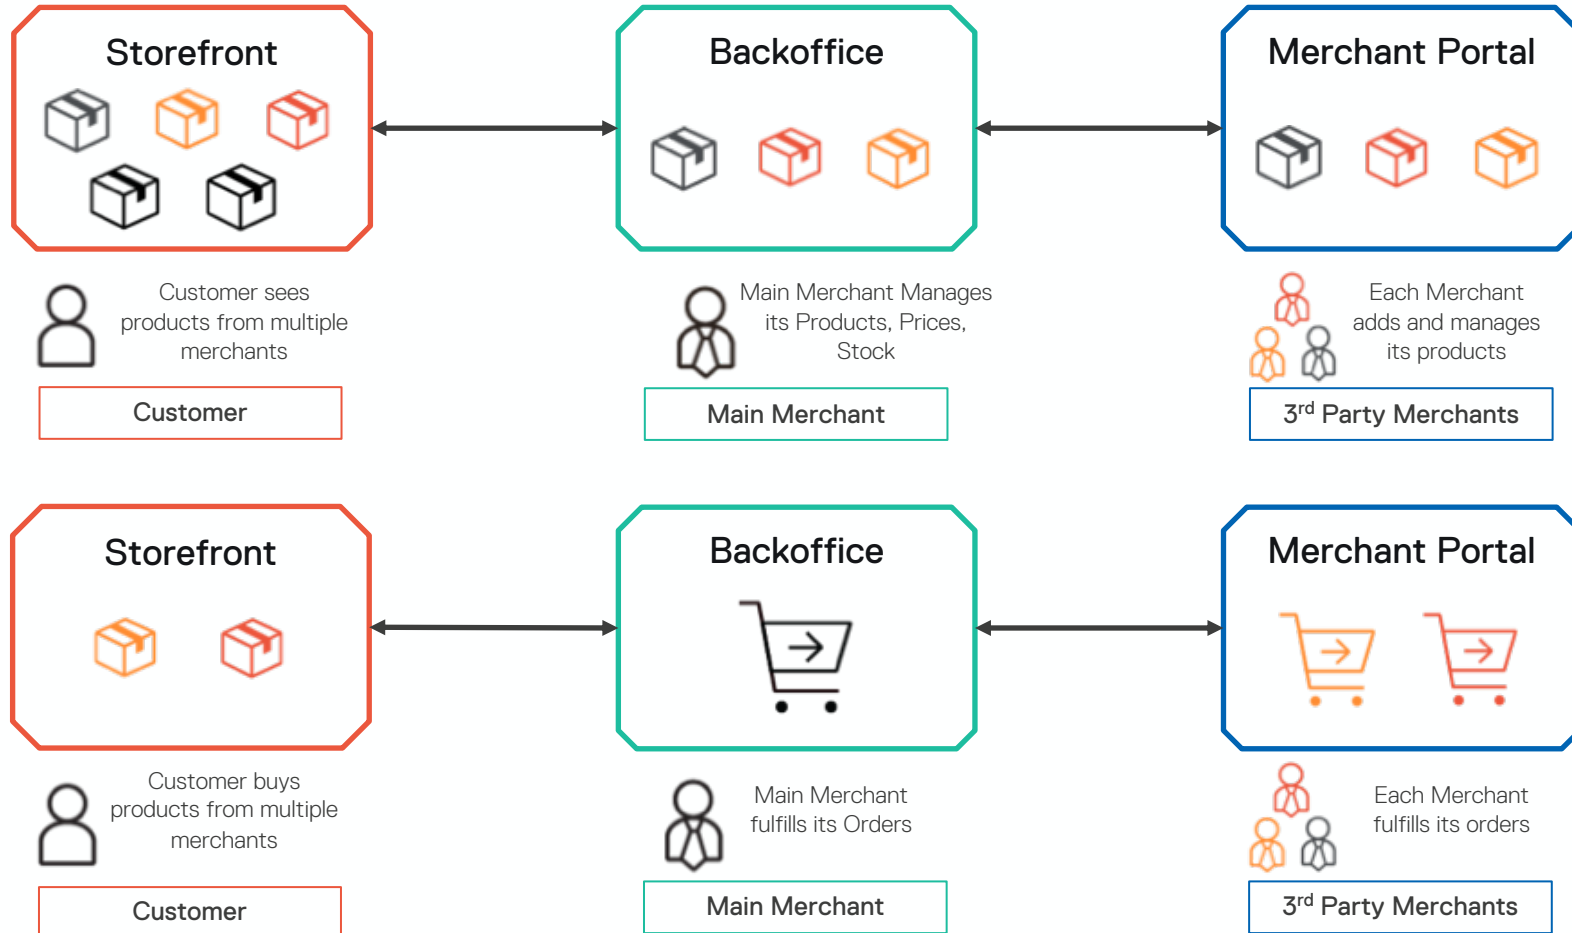 Storefront
Backoffice
Merchant Portal
Customer sees
products from multiple
merchants
Main Merchant Manages
its Products, Prices,
Stock
Each Merchant
adds and manages
its products
Customer
Main Merchant
3rd Party Merchants
Storefront
Backoffice
Merchant Portal
Customer buys
products from multiple
merchants
Main Merchant
fulfills its Orders
Each Merchant
fulfills its orders
Customer
Main Merchant
3rd Party Merchants